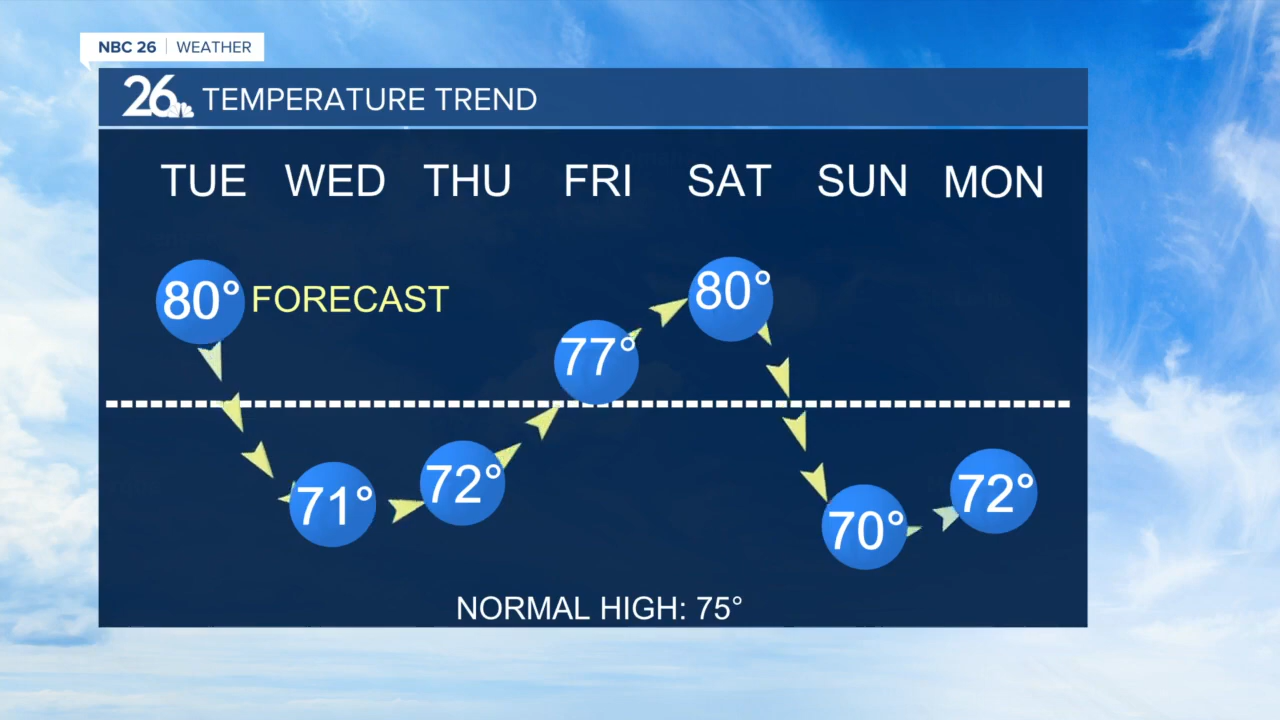 NBC 26 | WEATHER
26 TEMPERATURE TREND
TUE WED THU FRI SAT SUN MON
80° FORECAST
71°
72°
77°
80°
70°
72°
NORMAL HIGH: 75°